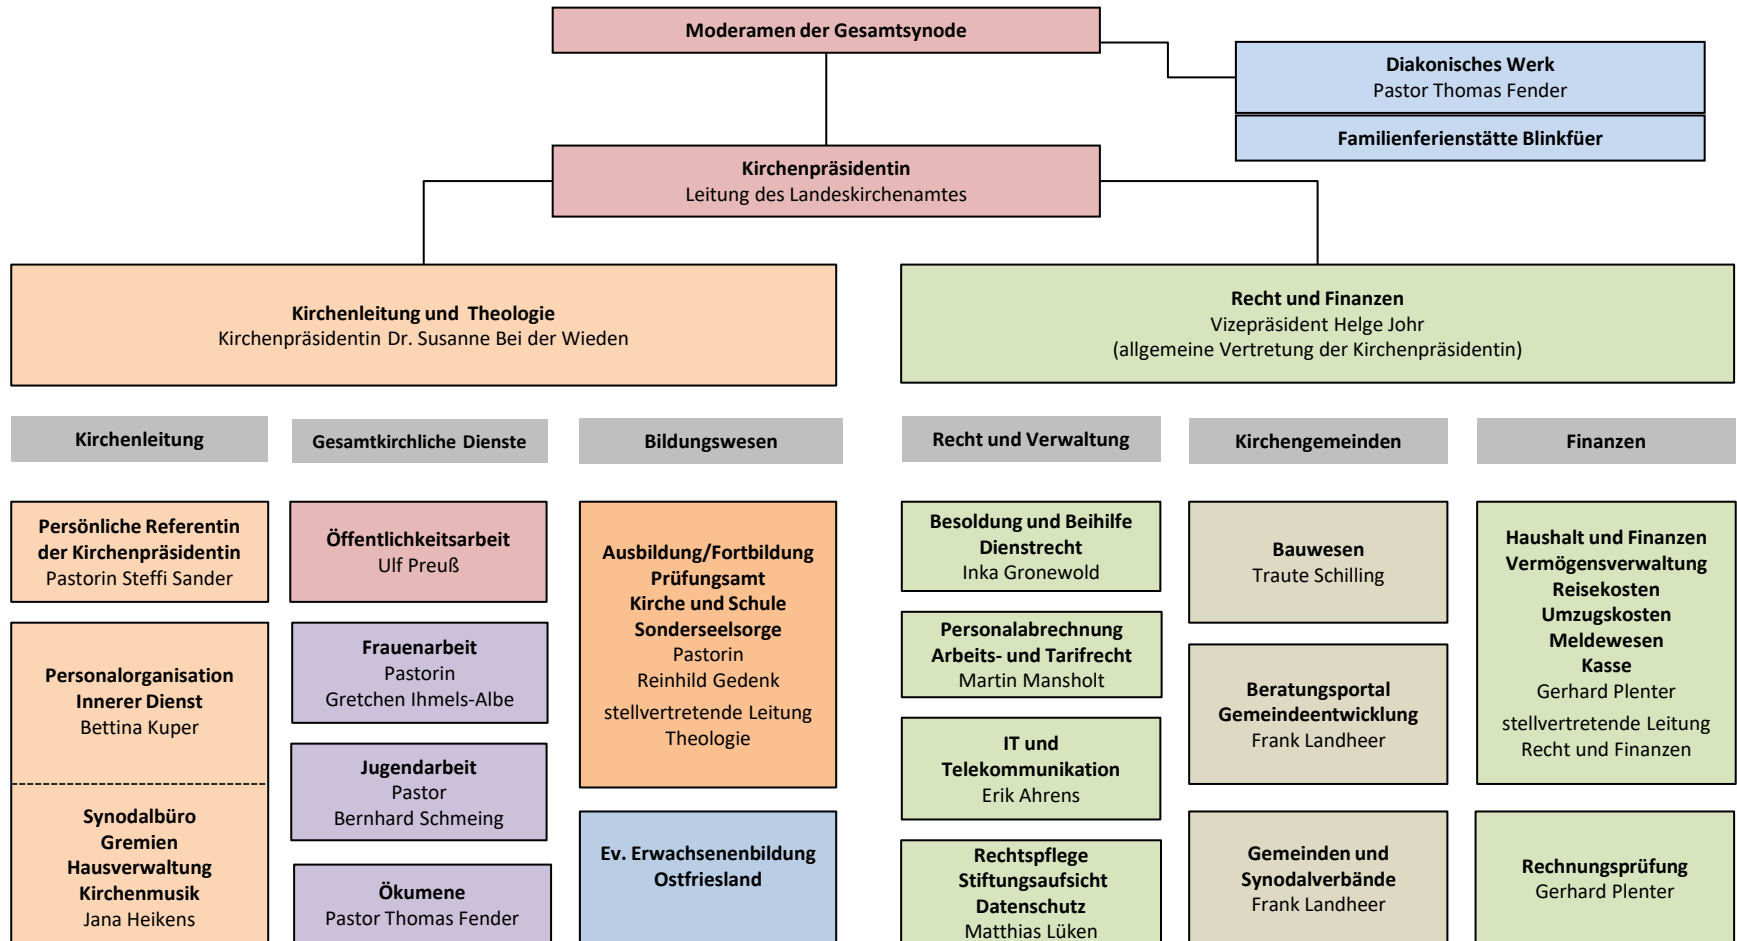 Moderamen der Gesamtsynode
Diakonisches Werk
Pastor Thomas Fender
Familienferienstätte Blinkfüer
Kirchenpräsidentin
Leitung des Landeskirchenamtes
Kirchenleitung und Theologie
Kirchenpräsidentin Dr. Susanne Bei der Wieden
Recht und Finanzen
Vizepräsident Helge Johr
(allgemeine Vertretung der Kirchenpräsidentin)
Kirchenleitung
Gesamtkirchliche Dienste
Bildungswesen
Recht und Verwaltung
Kirchengemeinden
Finanzen
Persönliche Referentin
der Kirchenpräsidentin
Pastorin Steffi Sander
Personalorganisation
Innerer Dienst
Bettina Kuper
Synodalbüro
Gremien
Hausverwaltung
Kirchenmusik
Jana Heikens
Öffentlichkeitsarbeit
Ulf Preuß
Frauenarbeit
Pastorin
Gretchen Ihmels-Albe
Jugendarbeit
Pastor
Bernhard Schmeing
Ökumene
Pastor Thomas Fender
Ausbildung/Fortbildung
Prüfungsamt
Kirche und Schule
Sonderseelsorge
Pastorin
Reinhild Gedenk
stellvertretende Leitung
Theologie
Ev. Erwachsenenbildung
Ostfriesland
Besoldung und Beihilfe
Dienstrecht
Inka Gronewold
Personalabrechnung
Arbeits- und Tarifrecht
Martin Mansholt
IT und
Telekommunikation
Erik Ahrens
Rechtspflege
Stiftungsaufsicht
Datenschutz
Matthias Lüken
Bauwesen
Traute Schilling
Beratungsportal
Gemeindeentwicklung
Frank Landheer
Gemeinden und
Synodalverbände
Frank Landheer
Haushalt und Finanzen
Vermögensverwaltung
Reisekosten
Umzugskosten
Meldewesen
Kasse
Gerhard Plenter
stellvertretende Leitung
Recht und Finanzen
Rechnungsprüfung
Gerhard Plenter